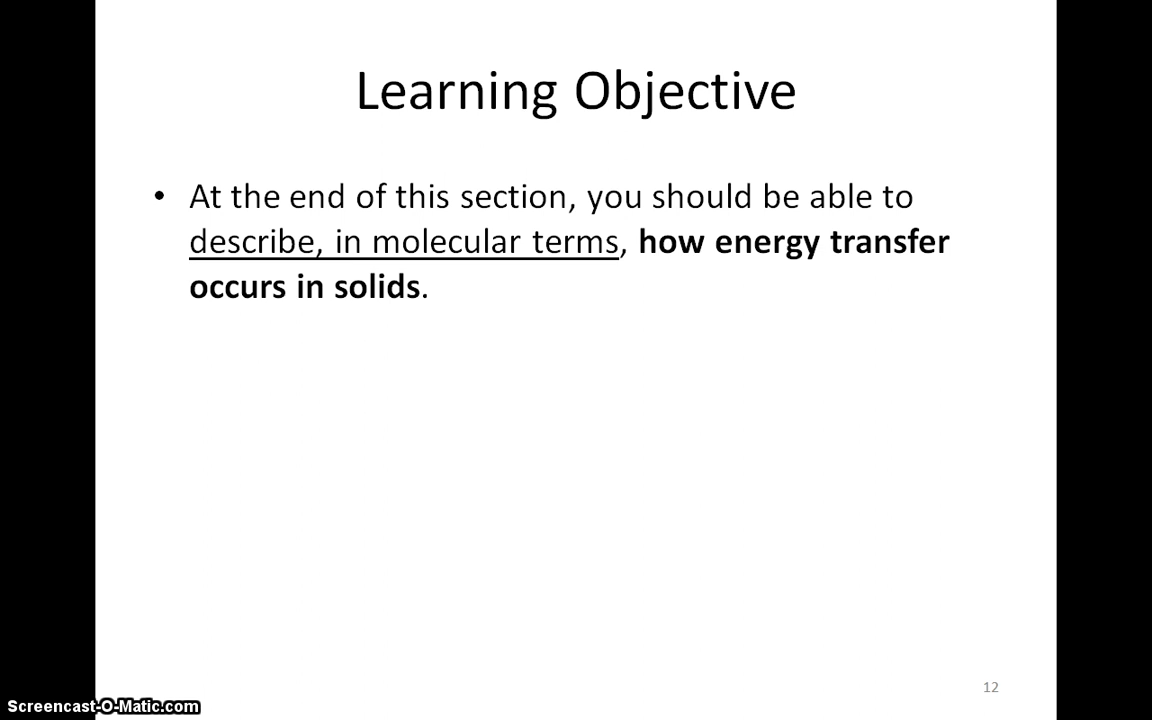 Learning Objective
• At the end of this section, you should be able to
describe, in molecular terms, how energy transfer
occurs in solids.
12
Screencast-O-Matic.com